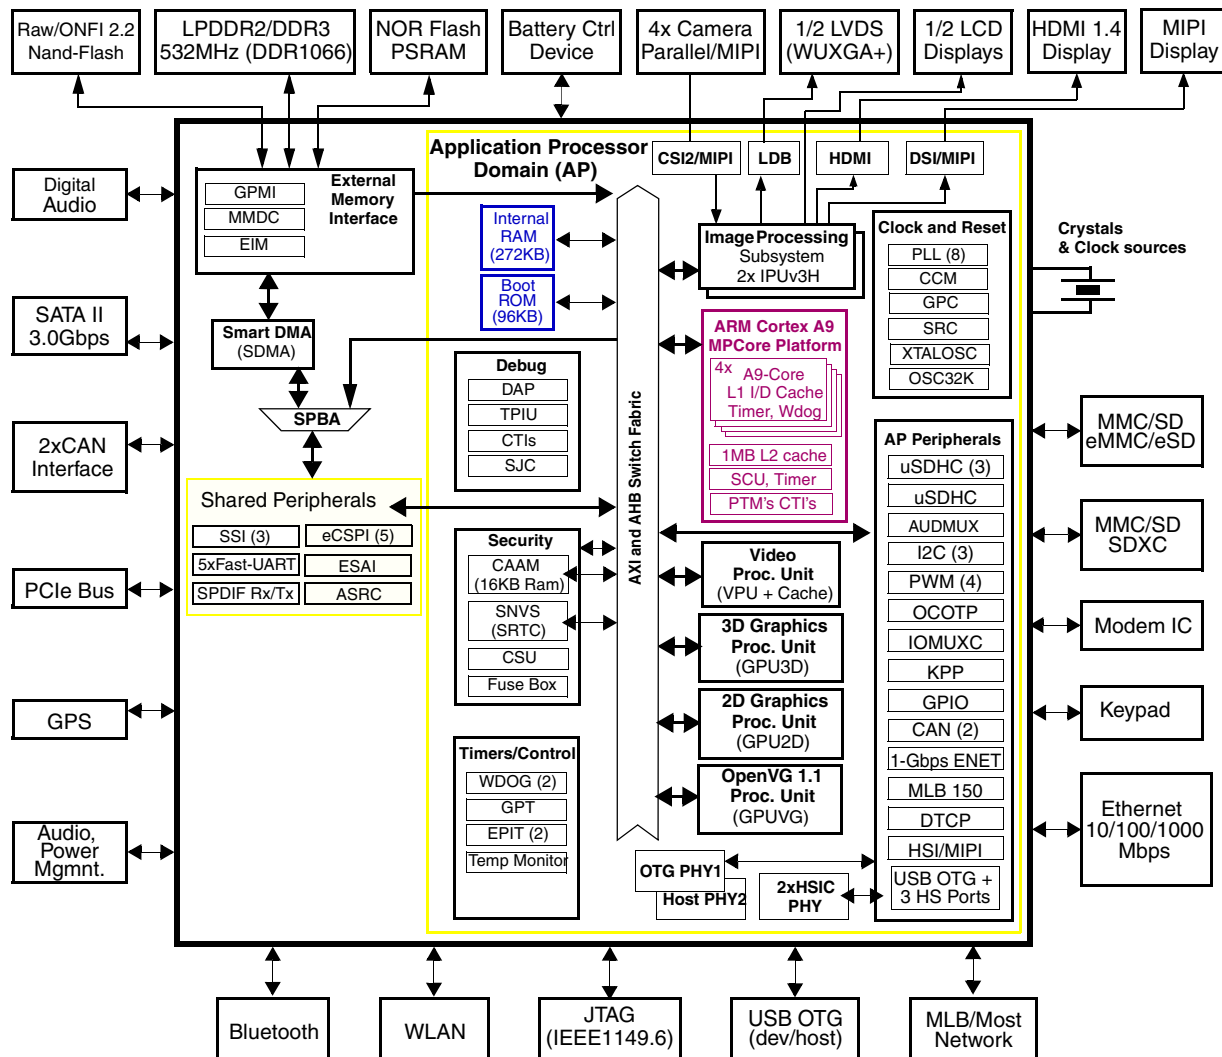 Raw/ONFI 2.2
Nand-Flash
LPDDR2/DDR3
532MHz (DDR1066)
NOR Flash
PSRAM
Battery Ctrl
Device
4x Camera
Parallel/MIPI
1/2 LVDS
(WUXGA+)
1/2 LCD
Displays
HDMI 1.4
Display
MIPI
Display
Digital
Audio
SATA II
3.0Gbps
2xCAN
Interface
PCIe Bus
GPS
Audio,
Power
Mgmnt.
External
Memory
Interface
GPMI
MMDC
EIM
Smart DMA
(SDMA)
SPBA
Shared Peripherals
SSI (3)
eCSPI (5)
5xFast-UART
ESAI
SPDIF Rx/Tx
ASRC
Application Processor
Domain (AP)
Internal
RAM
(272KB)
Boot
ROM
(96KB)
Debug
DAP
TPIU
CTIs
SJC
Security
CAAM
(16KB Ram)
SNVS
(SRTC)
CSU
Fuse Box
Timers/Control
WDOG (2)
GPT
EPIT (2)
Temp Monitor
AXI and AHB Switch Fabric
CSI2/MIPI
LDB
HDMI
DSI/MIPI
Image Processing
Subsystem
2x IPUv3H
ARM Cortex A9
MPCore Platform
4x
A9-Core
L1 I/D Cache
Timer, Wdog
1MB L2 cache
SCU, Timer
PTM's CTI's
Video
Proc. Unit
(VPU + Cache)
3D Graphics
Proc. Unit
(GPU3D)
2D Graphics
Proc. Unit
(GPU2D)
OpenVG 1.1
Proc. Unit
(GPUVG)
OTG PHY1
Host PHY2
2xHSIC
PHY
Clock and Reset
PLL (8)
CCM
GPC
SRC
XTALOSC
OSC32K
AP Peripherals
uSDHC (3)
uSDHC
AUDMUX
I2C (3)
PWM (4)
OCOTP
IOMUXC
KPP
GPIO
CAN (2)
1-Gbps ENET
MLB 150
DTCP
HSI/MIPI
USB OTG +
3 HS Ports
Crystals
& Clock sources
MMC/SD
eMMC/eSD
MMC/SD
SDXC
Modem IC
Keypad
Ethernet
10/100/1000
Mbps
Bluetooth
WLAN
JTAG
(IEEE1149.6)
USB OTG
(dev/host)
MLB/Most
Network